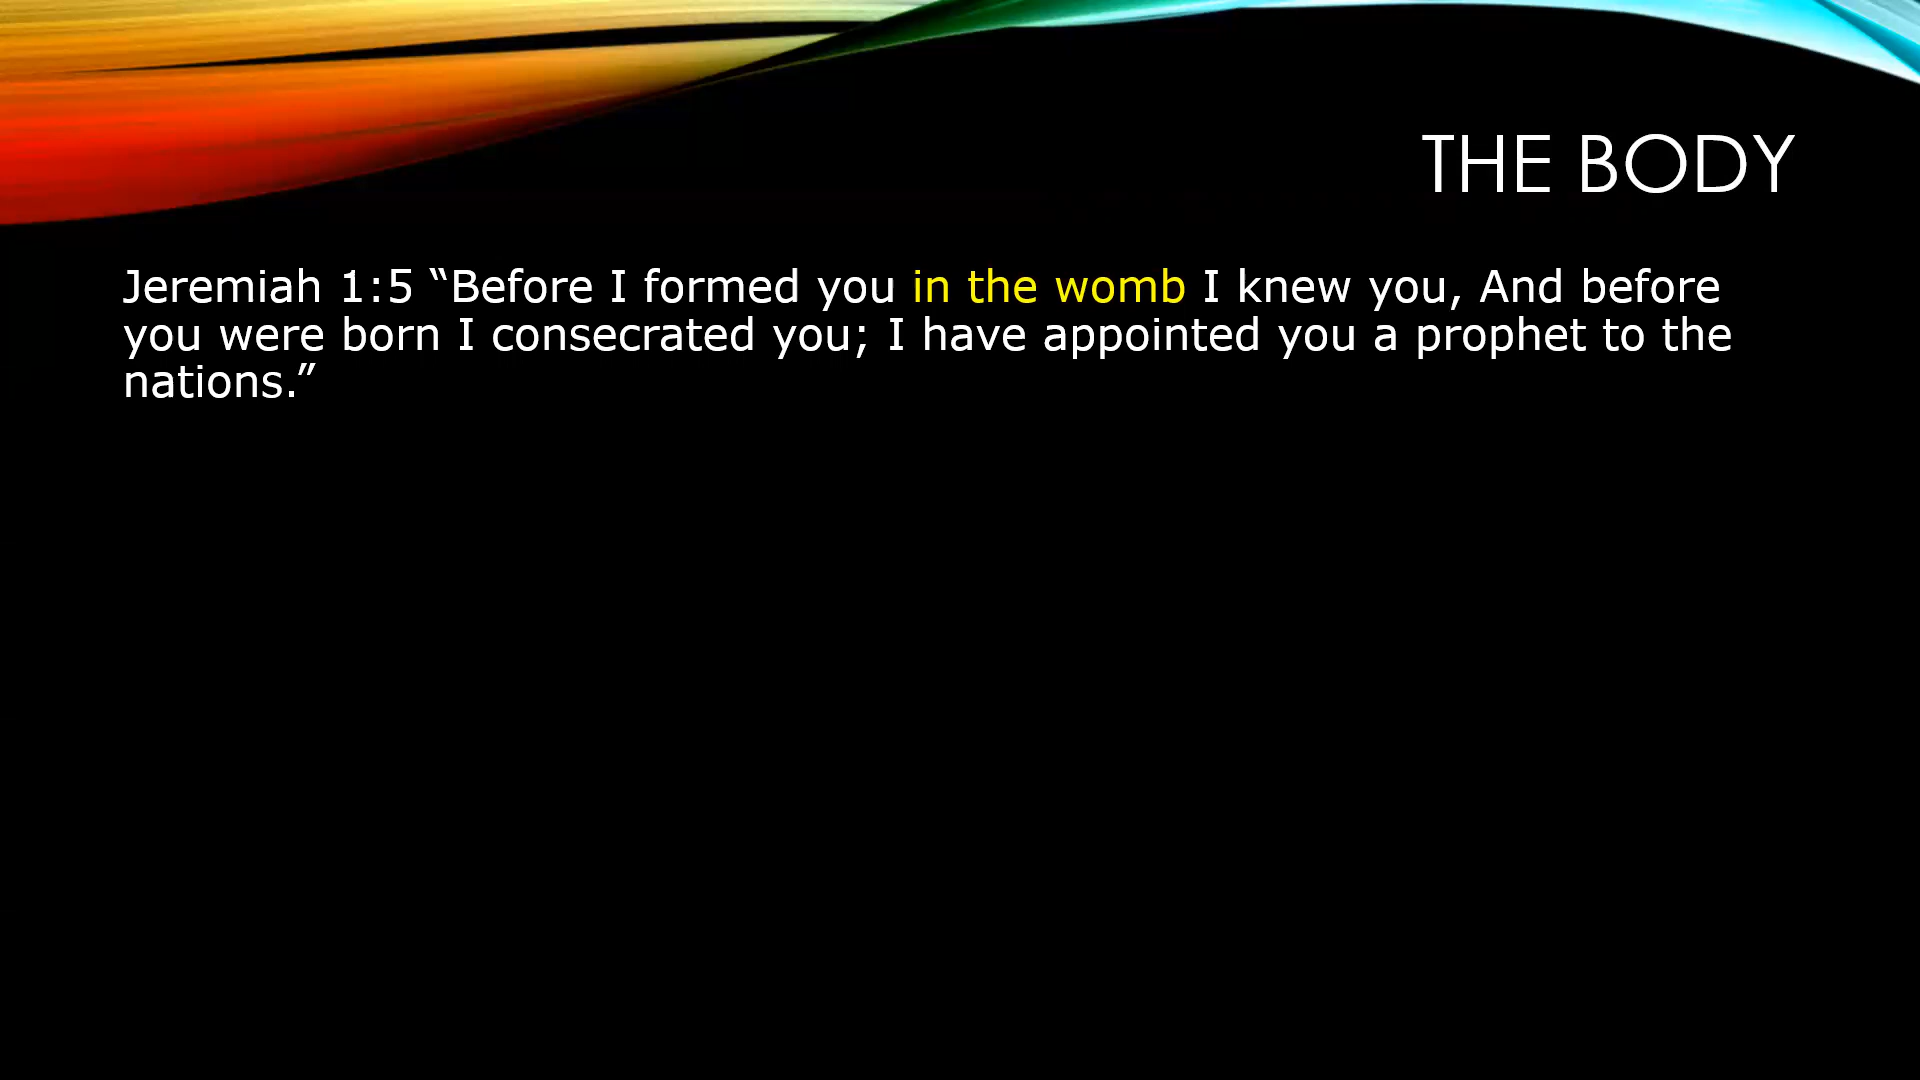 THE BODY
Jeremiah 1:5 “Before I formed you in the womb I knew you, And before
you were born I consecrated you; I have appointed you a prophet to the
nations.”